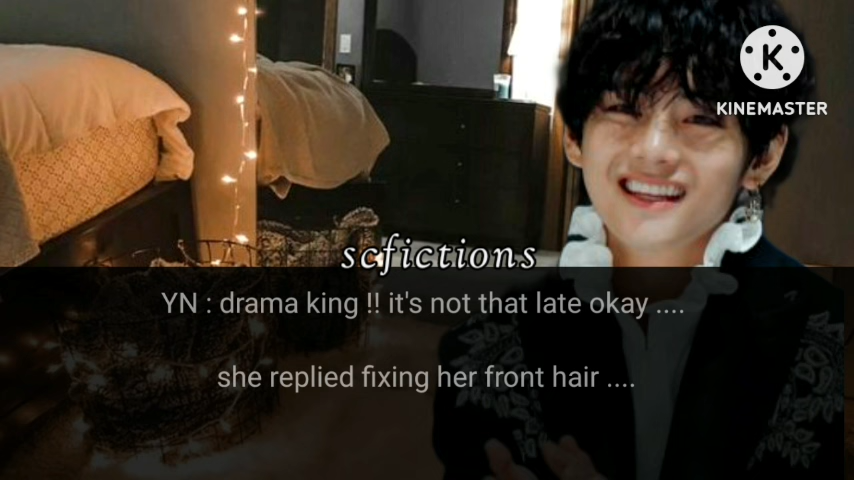 KINEMASTER
scfictions
YN : drama king !! it's not that late okay ....
she replied fixing her front hair ....